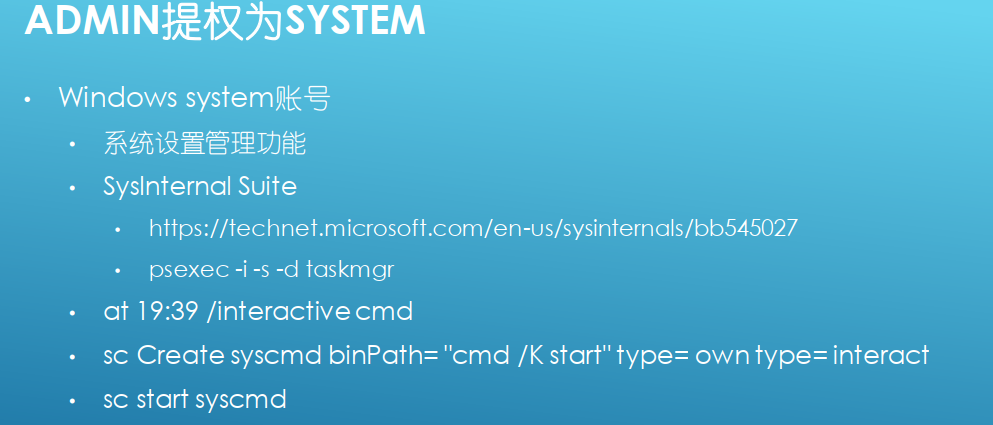 ADMIN提权为SYSTEM
• Windows system账号
• 系统设置管理功能
• SysInternal Suite
• https://technet.microsoft.com/en-us/sysinternals/bb545027
• psexec -i -s -d taskmgr
• at 19:39 /interactive cmd
• sc Create syscmd binPath= "cmd /K start" type= own type= interact
• sc start syscmd